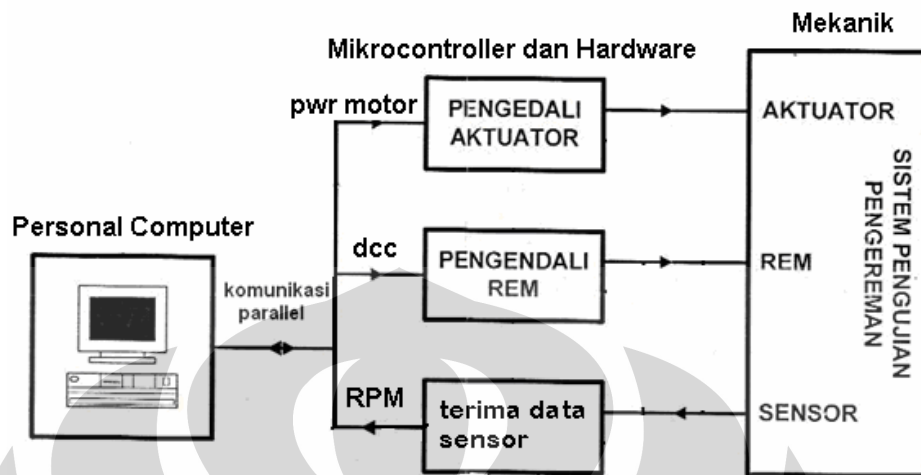 Mekanik
Mikrocontroller dan Hardware
pwr motor
PENGEDALI
AKTUATOR
AKTUATOR
Personal Computer
komunikasi
parallel
dcc
PENGENDALI
REM
REM
SISTEM PENGUJIAN
PENGEREMAN
RPM
terima data
sensor
SENSOR